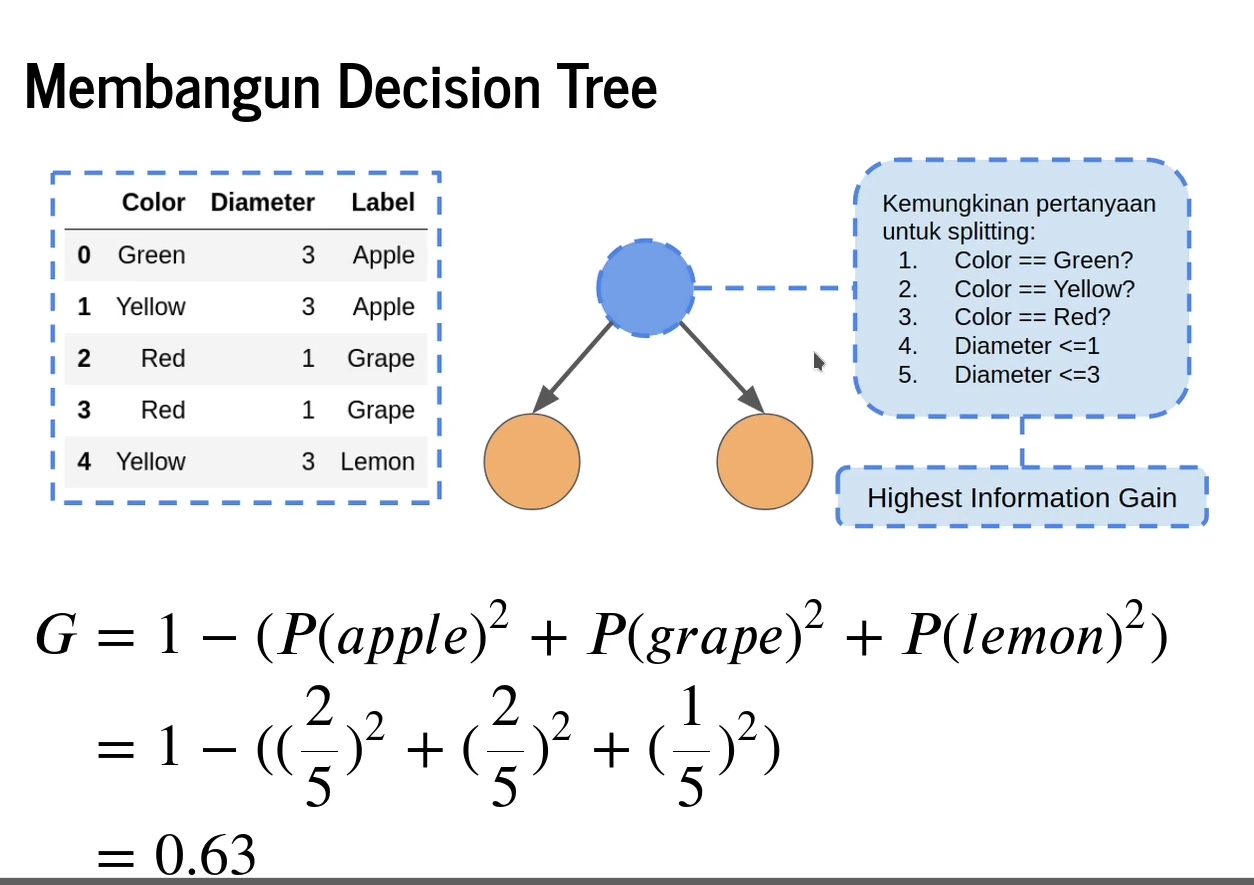 Membangun Decision Tree
Color Diameter Label
0 Green 3 Apple
1 Yellow 3 Apple
2 Red 1 Grape
3 Red 1 Grape
4 Yellow 3 Lemon
Kemungkinan pertanyaan
untuk splitting:
1. Color == Green?
2. Color == Yellow?
3. Color == Red?
4. Diameter <=1
5. Diameter <=3
Highest Information Gain
G = 1 − (P(apple)² + P(grape)² + P(lemon)²)
= 1 − ((2/5)² + (2/5)² + (1/5)²)
= 0.63